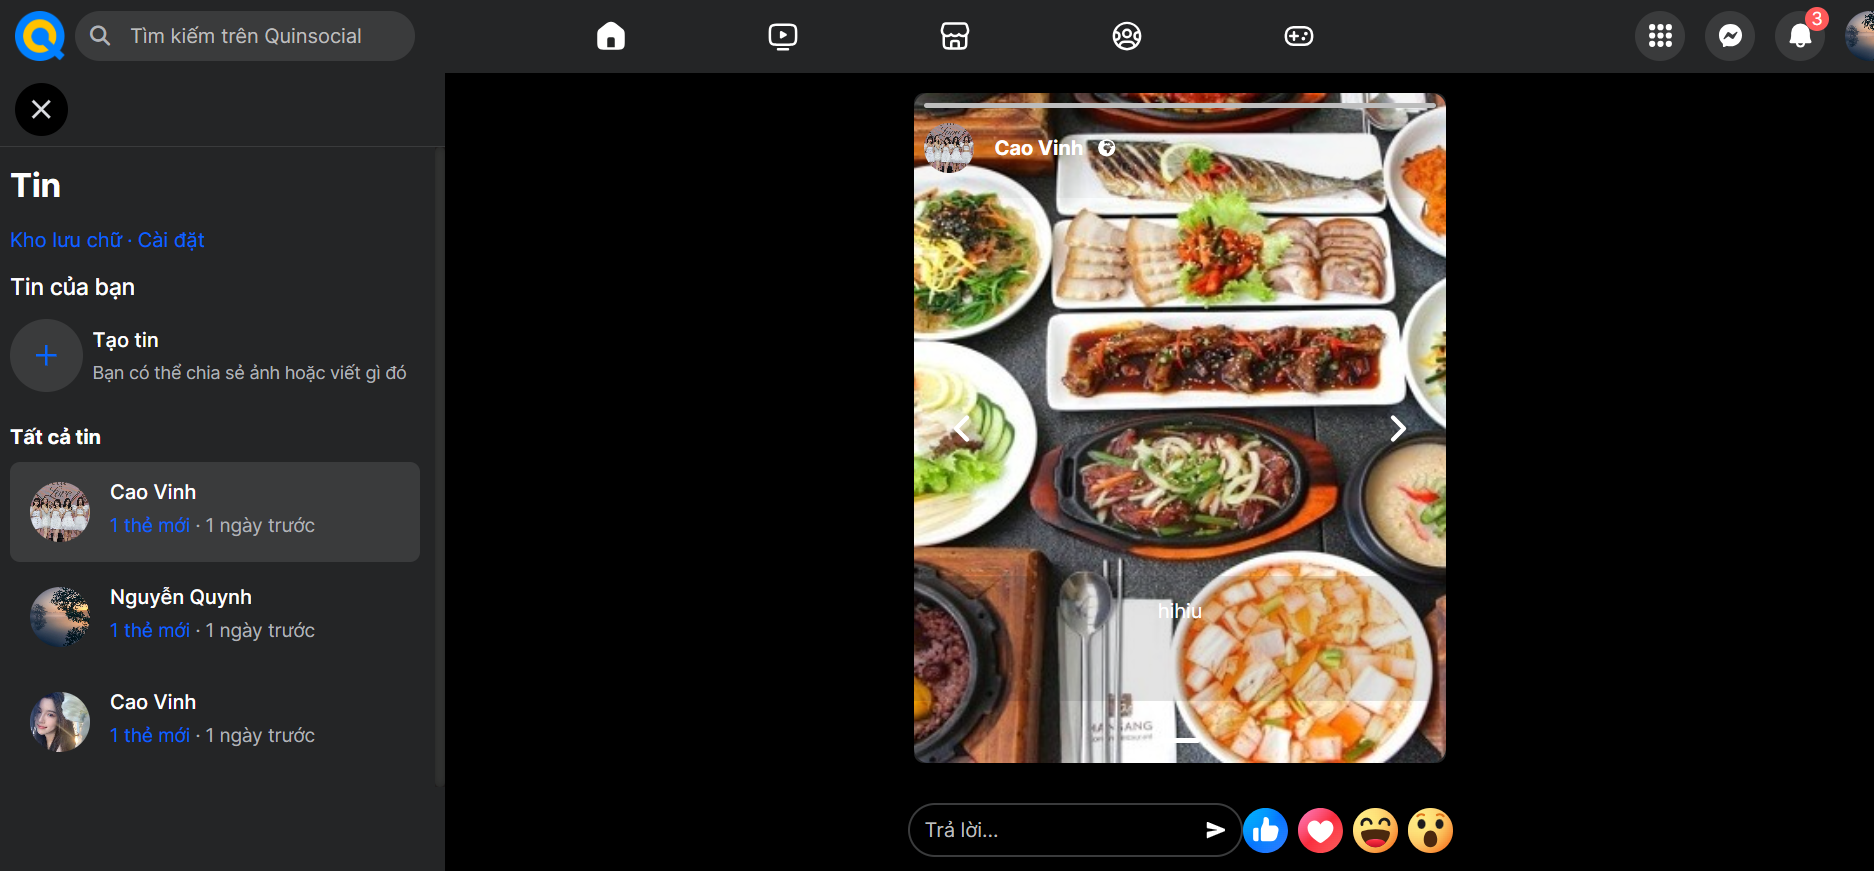 Tìm kiếm trên Quinsocial
3
Tin
Kho lưu chữ · Cài đặt
Tin của bạn
Tạo tin
Bạn có thể chia sẻ ảnh hoặc viết gì đó
Tất cả tin
Cao Vinh
1 thẻ mới · 1 ngày trước
Nguyễn Quynh
1 thẻ mới · 1 ngày trước
Cao Vinh
1 thẻ mới · 1 ngày trước
Cao Vinh
hihiu
Trả lời...